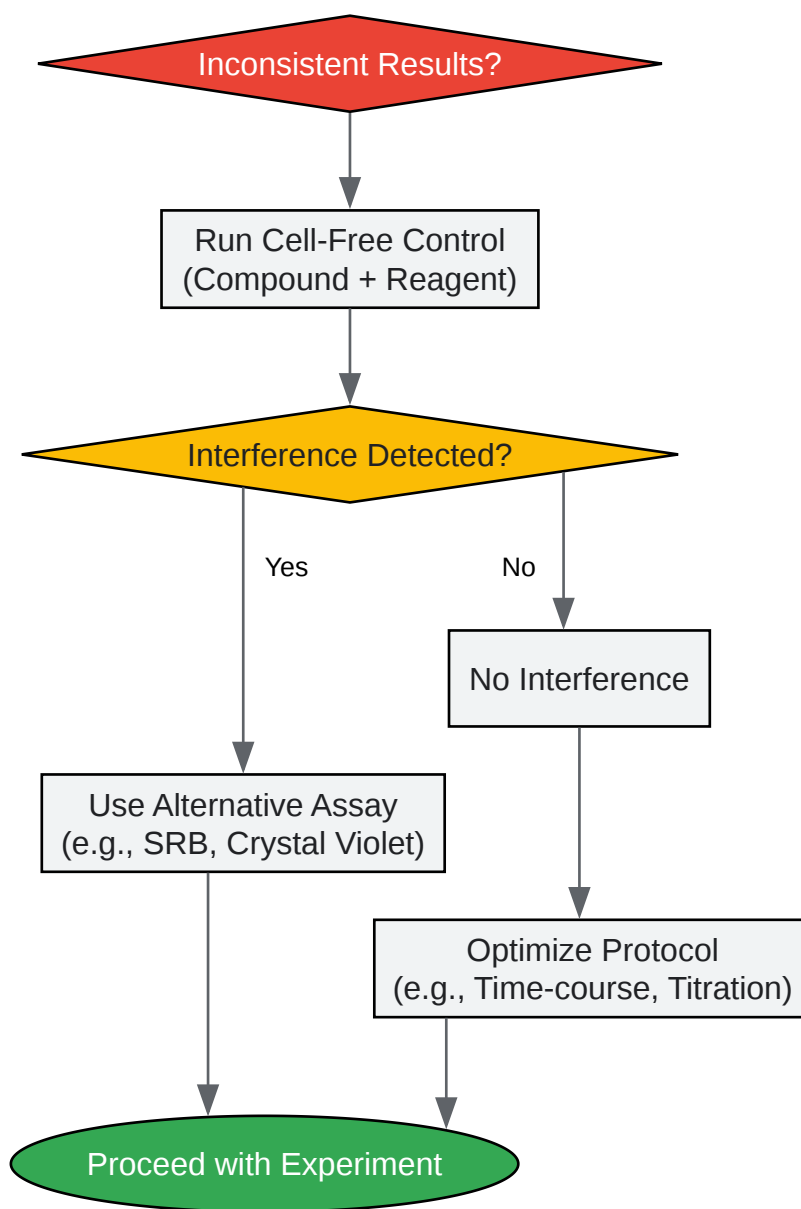 Inconsistent Results?
Run Cell-Free Control
(Compound + Reagent)
Interference Detected?
Yes
No
No Interference
Use Alternative Assay
(e.g., SRB, Crystal Violet)
Optimize Protocol
(e.g., Time-course, Titration)
Proceed with Experiment